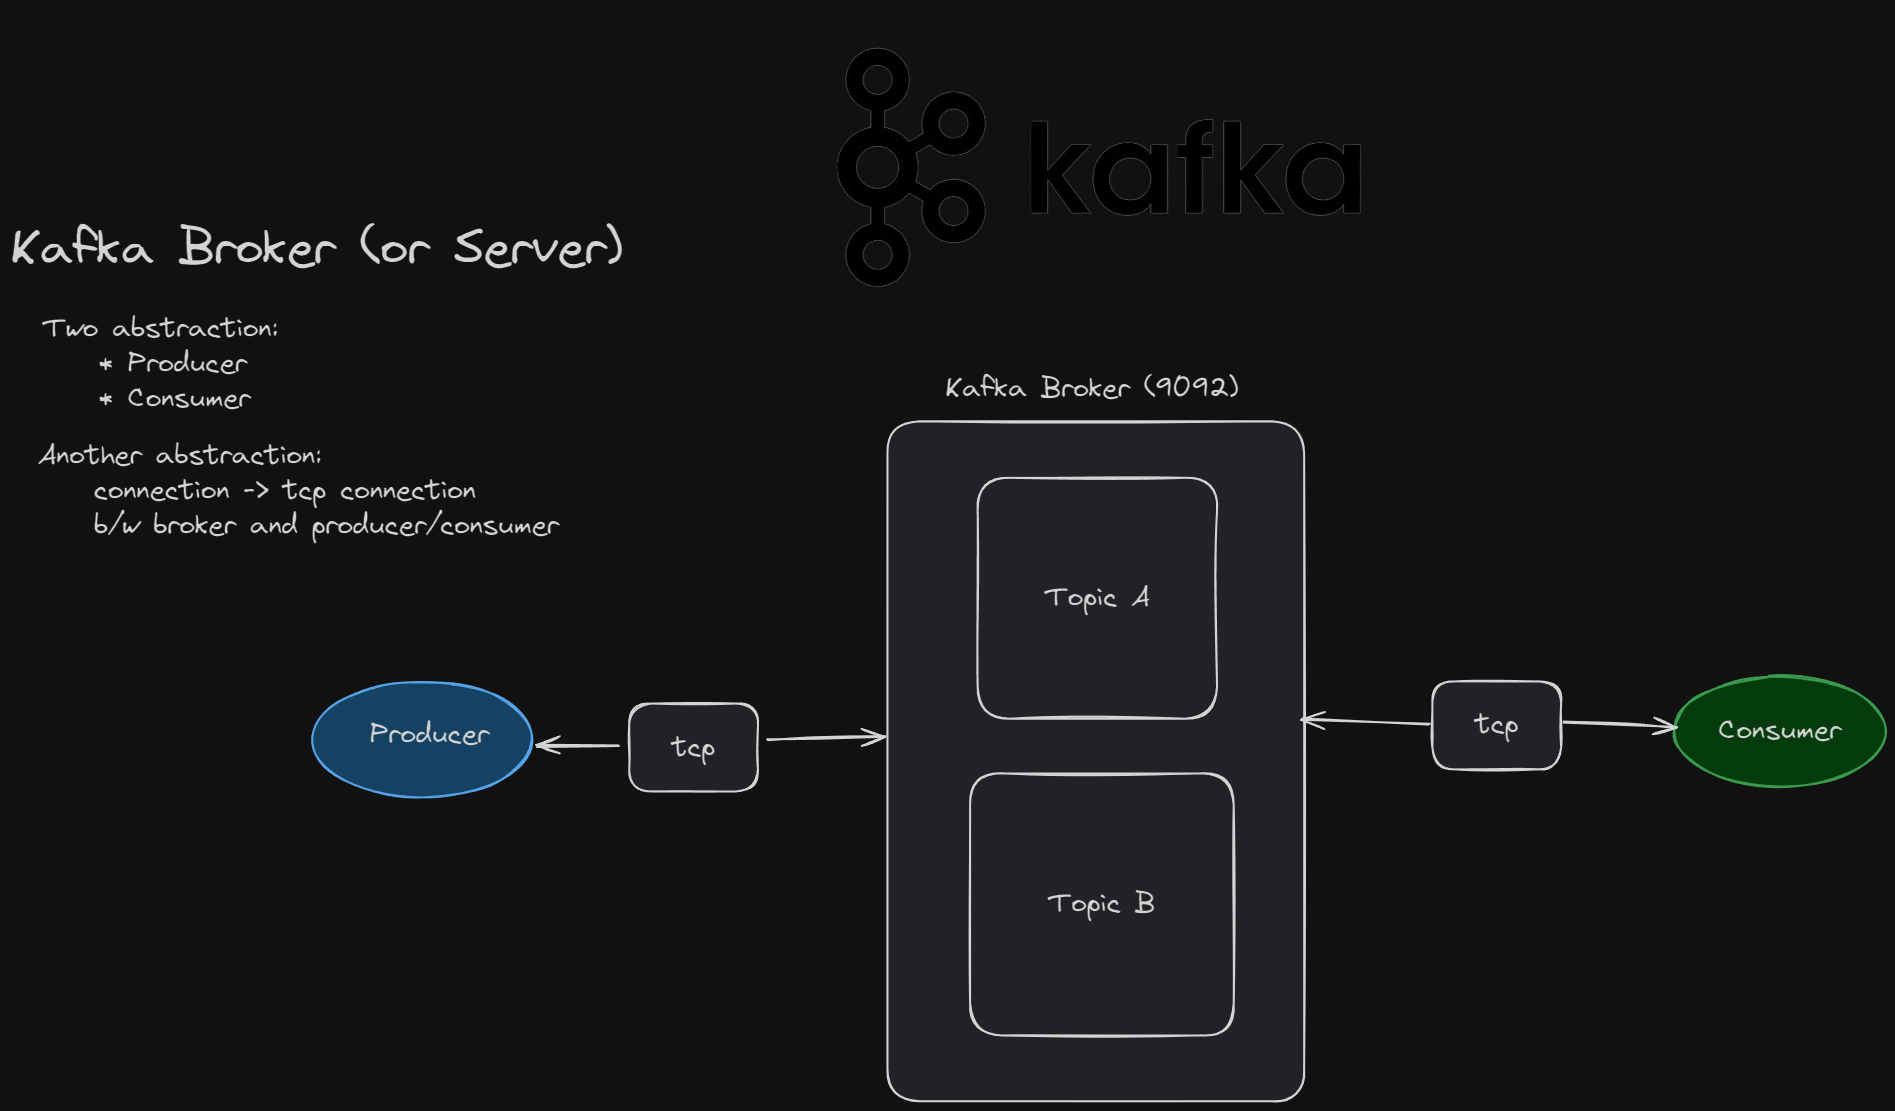 kafka
Kafka Broker (or Server)
Two abstraction:
* Producer
* Consumer
Another abstraction:
connection -> tcp connection
b/w broker and producer/consumer
Kafka Broker (9092)
Topic A
Producer
tcp
tcp
Consumer
Topic B